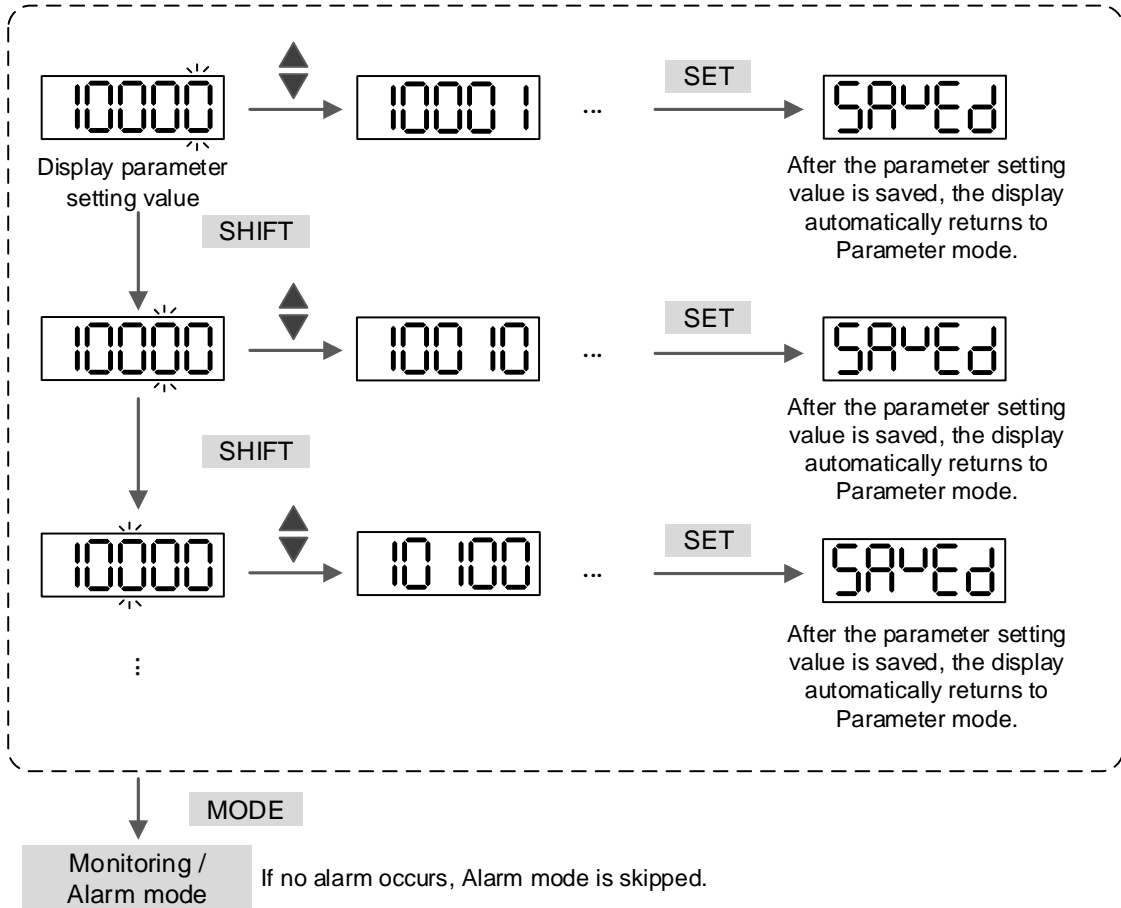 10000
10001
...
SET
SAVEd
Display parameter
setting value
After the parameter setting
value is saved, the display
automatically returns to
Parameter mode.
SHIFT
10000
10010
...
SET
SAVEd
After the parameter setting
value is saved, the display
automatically returns to
Parameter mode.
SHIFT
10000
10100
...
SET
SAVEd
After the parameter setting
value is saved, the display
automatically returns to
Parameter mode.
...
MODE
Monitoring /
Alarm mode
If no alarm occurs, Alarm mode is skipped.